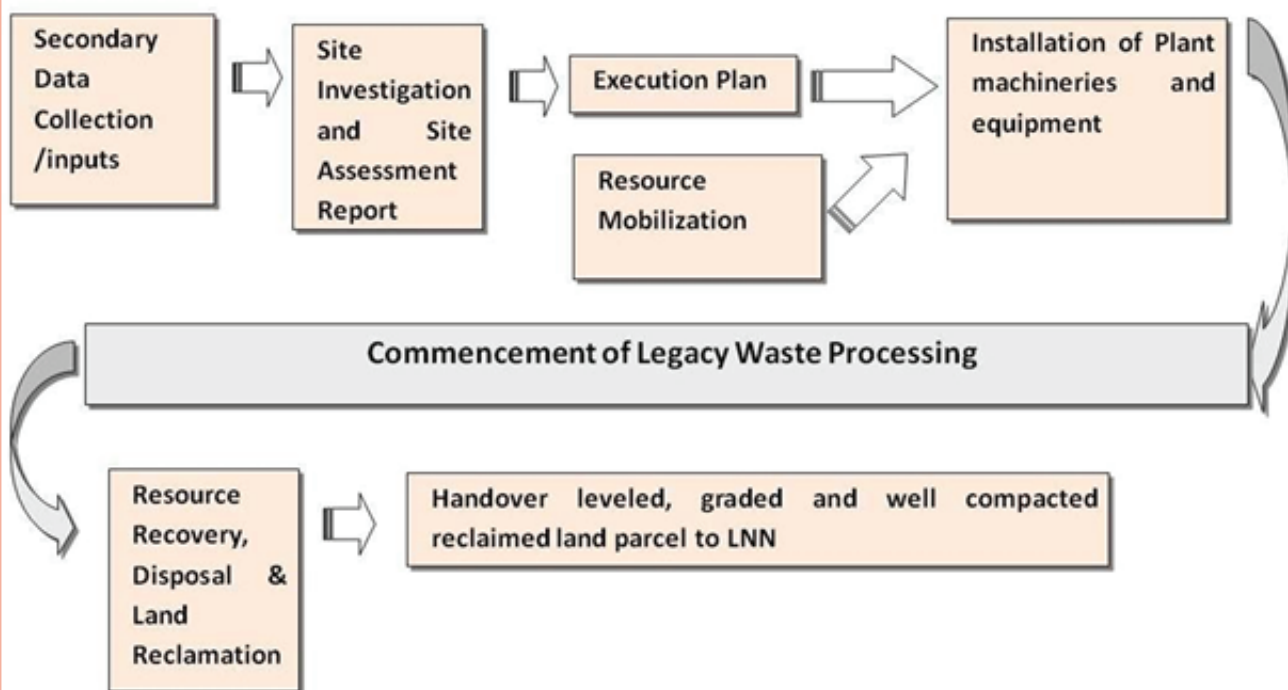 Secondary
Data
Collection
/inputs
Site
Investigation
and Site
Assessment
Report
Execution Plan
Resource
Mobilization
Installation of Plant
machineries and
equipment
Commencement of Legacy Waste Processing
Resource
Recovery,
Disposal &
Land
Reclamation
Handover leveled, graded and well compacted
reclaimed land parcel to LNN